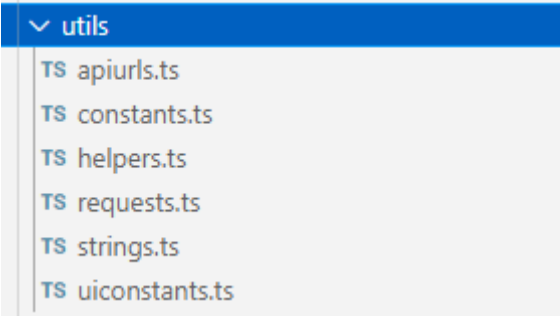 utils
TS apiurls.ts
TS constants.ts
TS helpers.ts
TS requests.ts
TS strings.ts
TS uiconstants.ts